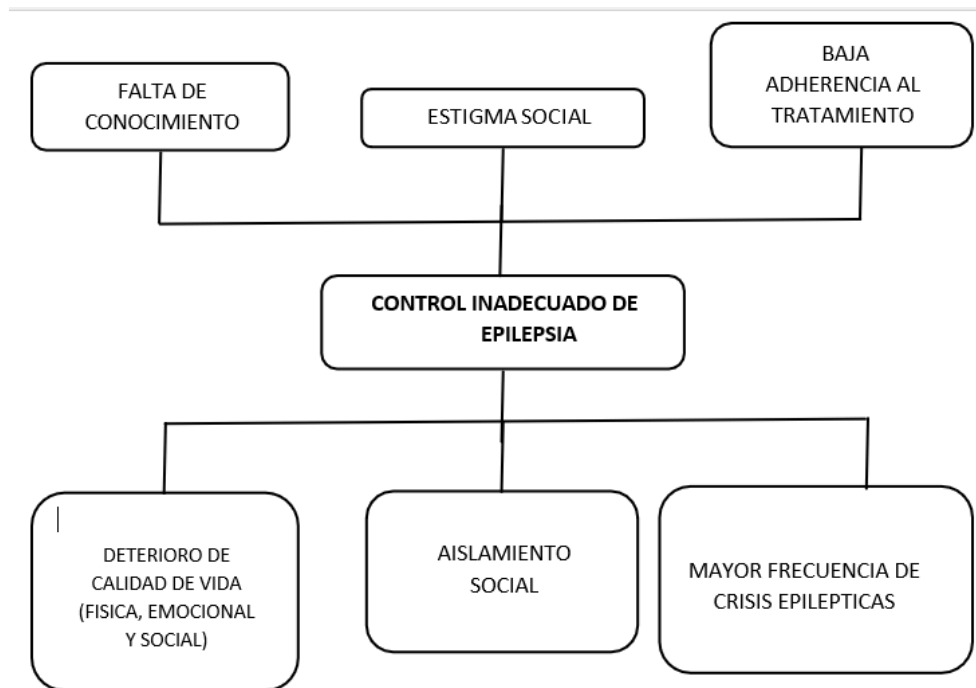 FALTA DE
CONOCIMIENTO
ESTIGMA SOCIAL
BAJA
ADHERENCIA AL
TRATAMIENTO
CONTROL INADECUADO DE
EPILEPSIA
DETERIORO DE
CALIDAD DE VIDA
(FISICA, EMOCIONAL
Y SOCIAL)
AISLAMIENTO
SOCIAL
MAYOR FRECUENCIA DE
CRISIS EPILEPTICAS